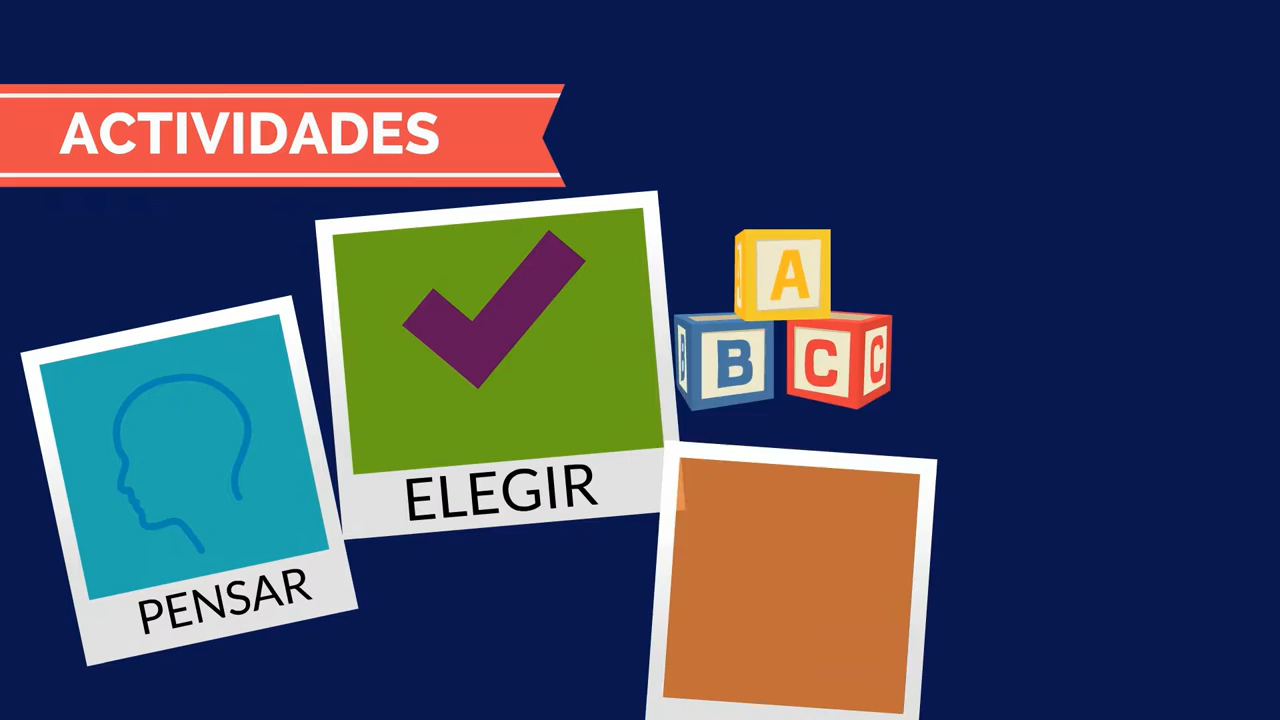 ACTIVIDADES
ELEGIR
PENSAR
A
B B
C C